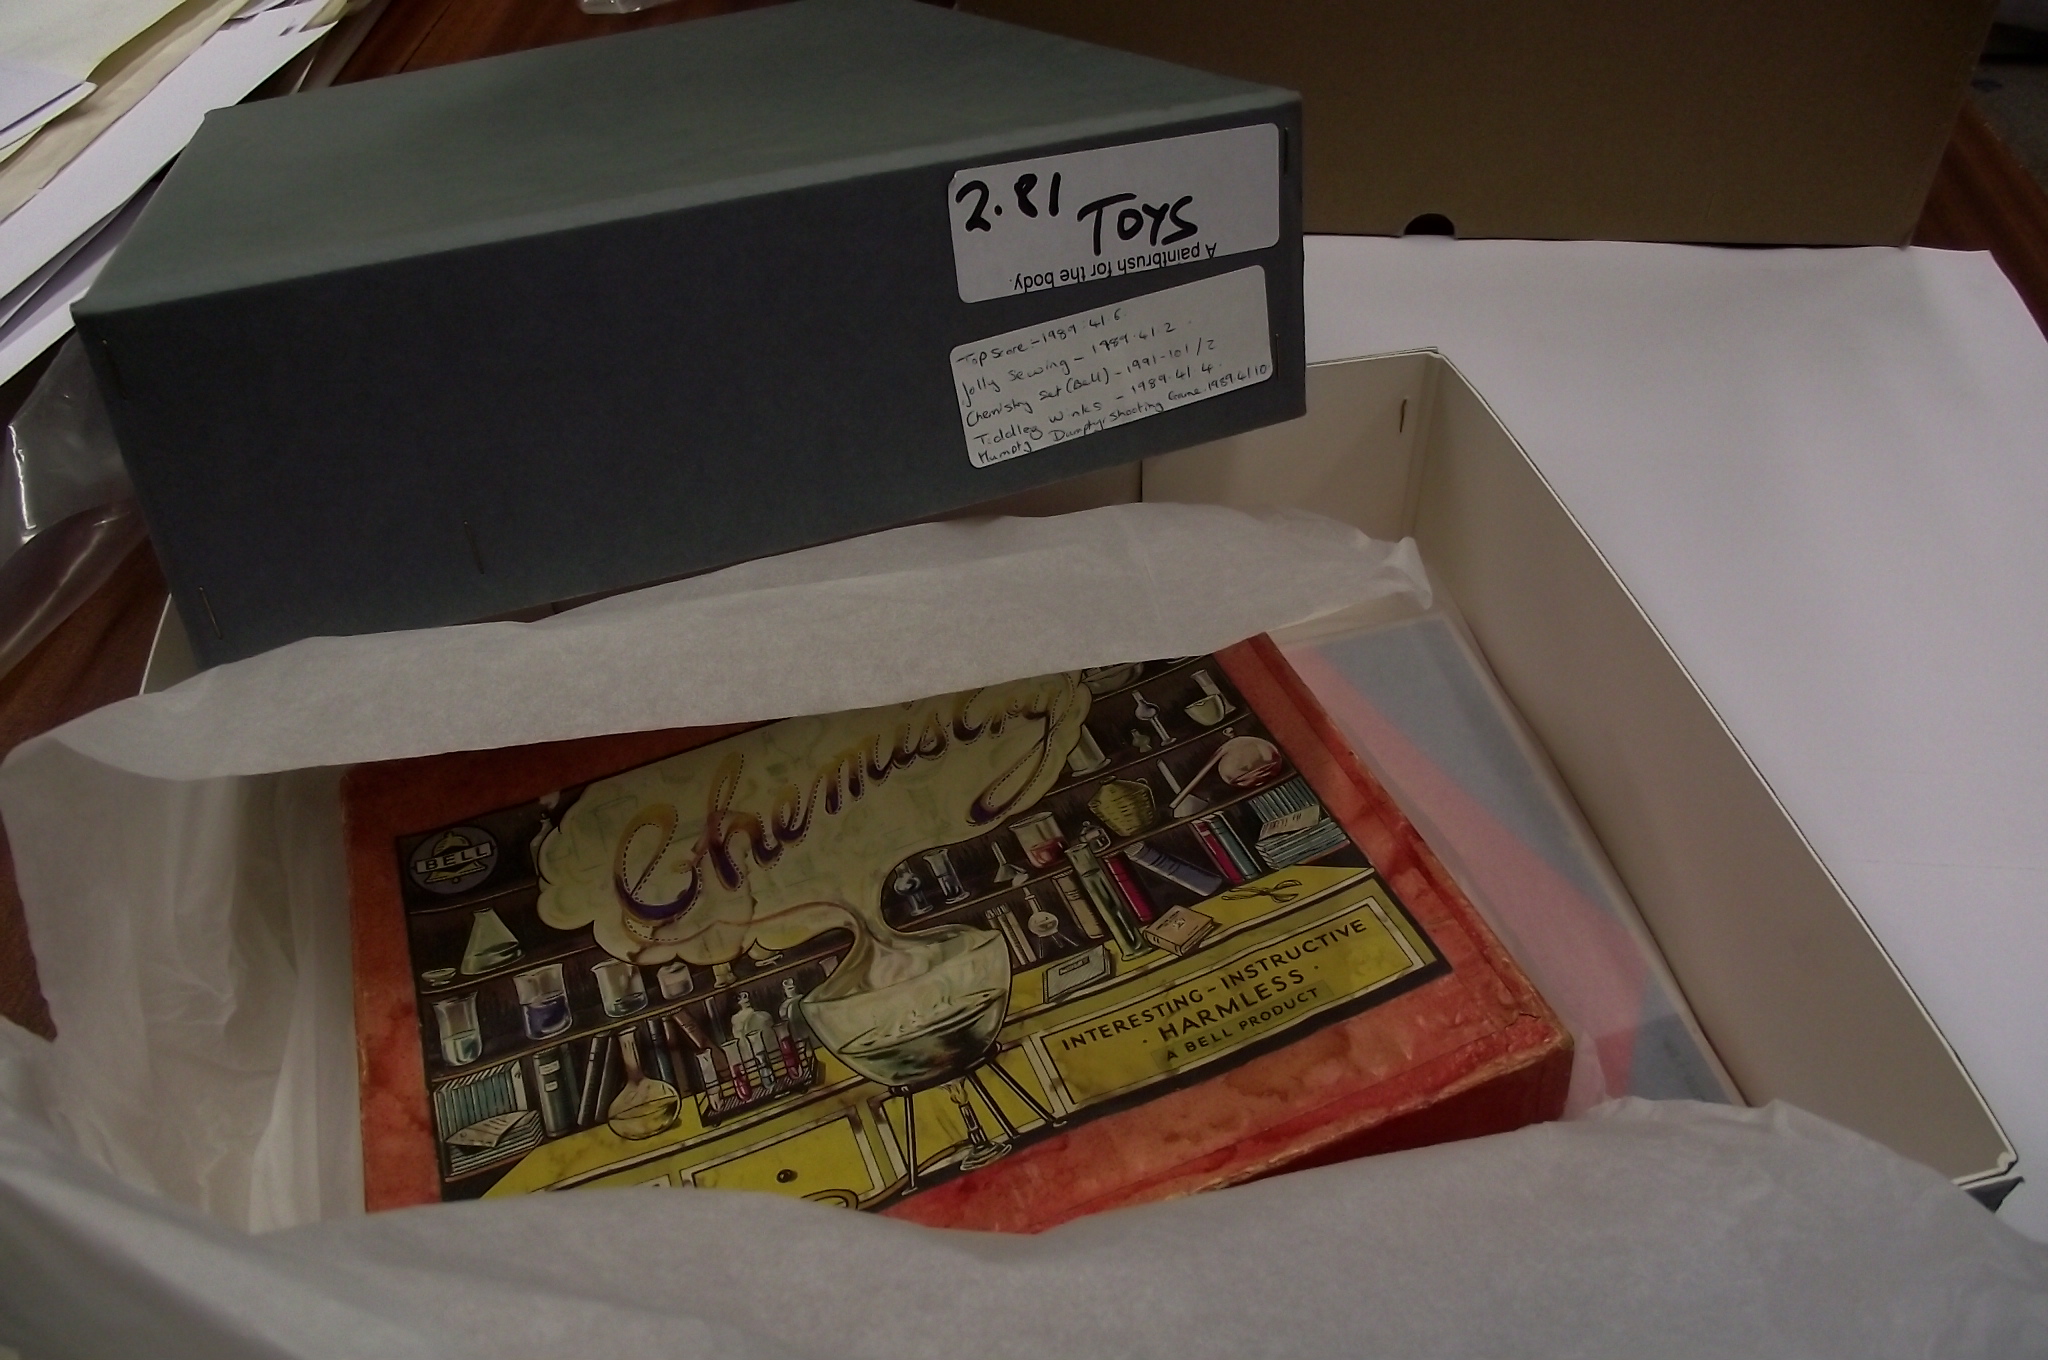 2.81 TOYS
A paintbrush for the body.
Top Score:- 1989.41.6.
Jolly Sewing - 1989.41.2.
Chemistry Set (Bell) - 1991-101/2
Tiddley Winks - 1989.41.4.
Humpty Dumpty Shooting Game. 1989.41.10
Chemistry
BELL
INTERESTING - INSTRUCTIVE
· HARMLESS ·
A BELL PRODUCT